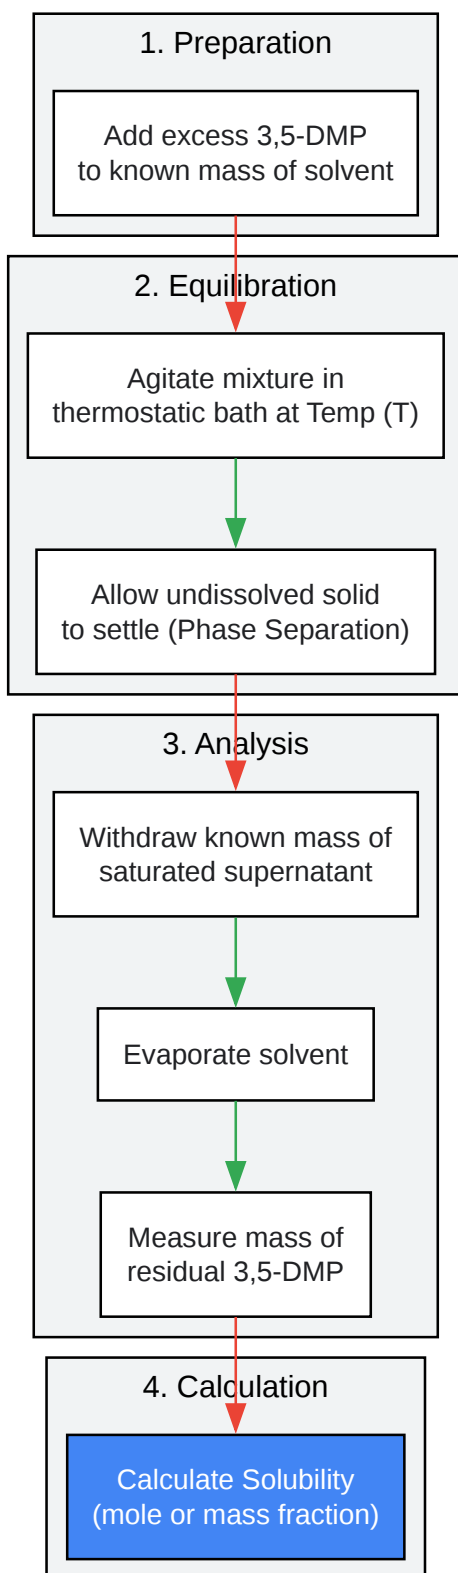 1. Preparation
Add excess 3,5-DMP
to known mass of solvent
2. Equilibration
Agitate mixture in
thermostatic bath at Temp (T)
Allow undissolved solid
to settle (Phase Separation)
3. Analysis
Withdraw known mass of
saturated supernatant
Evaporate solvent
Measure mass of
residual 3,5-DMP
4. Calculation
Calculate Solubility
(mole or mass fraction)